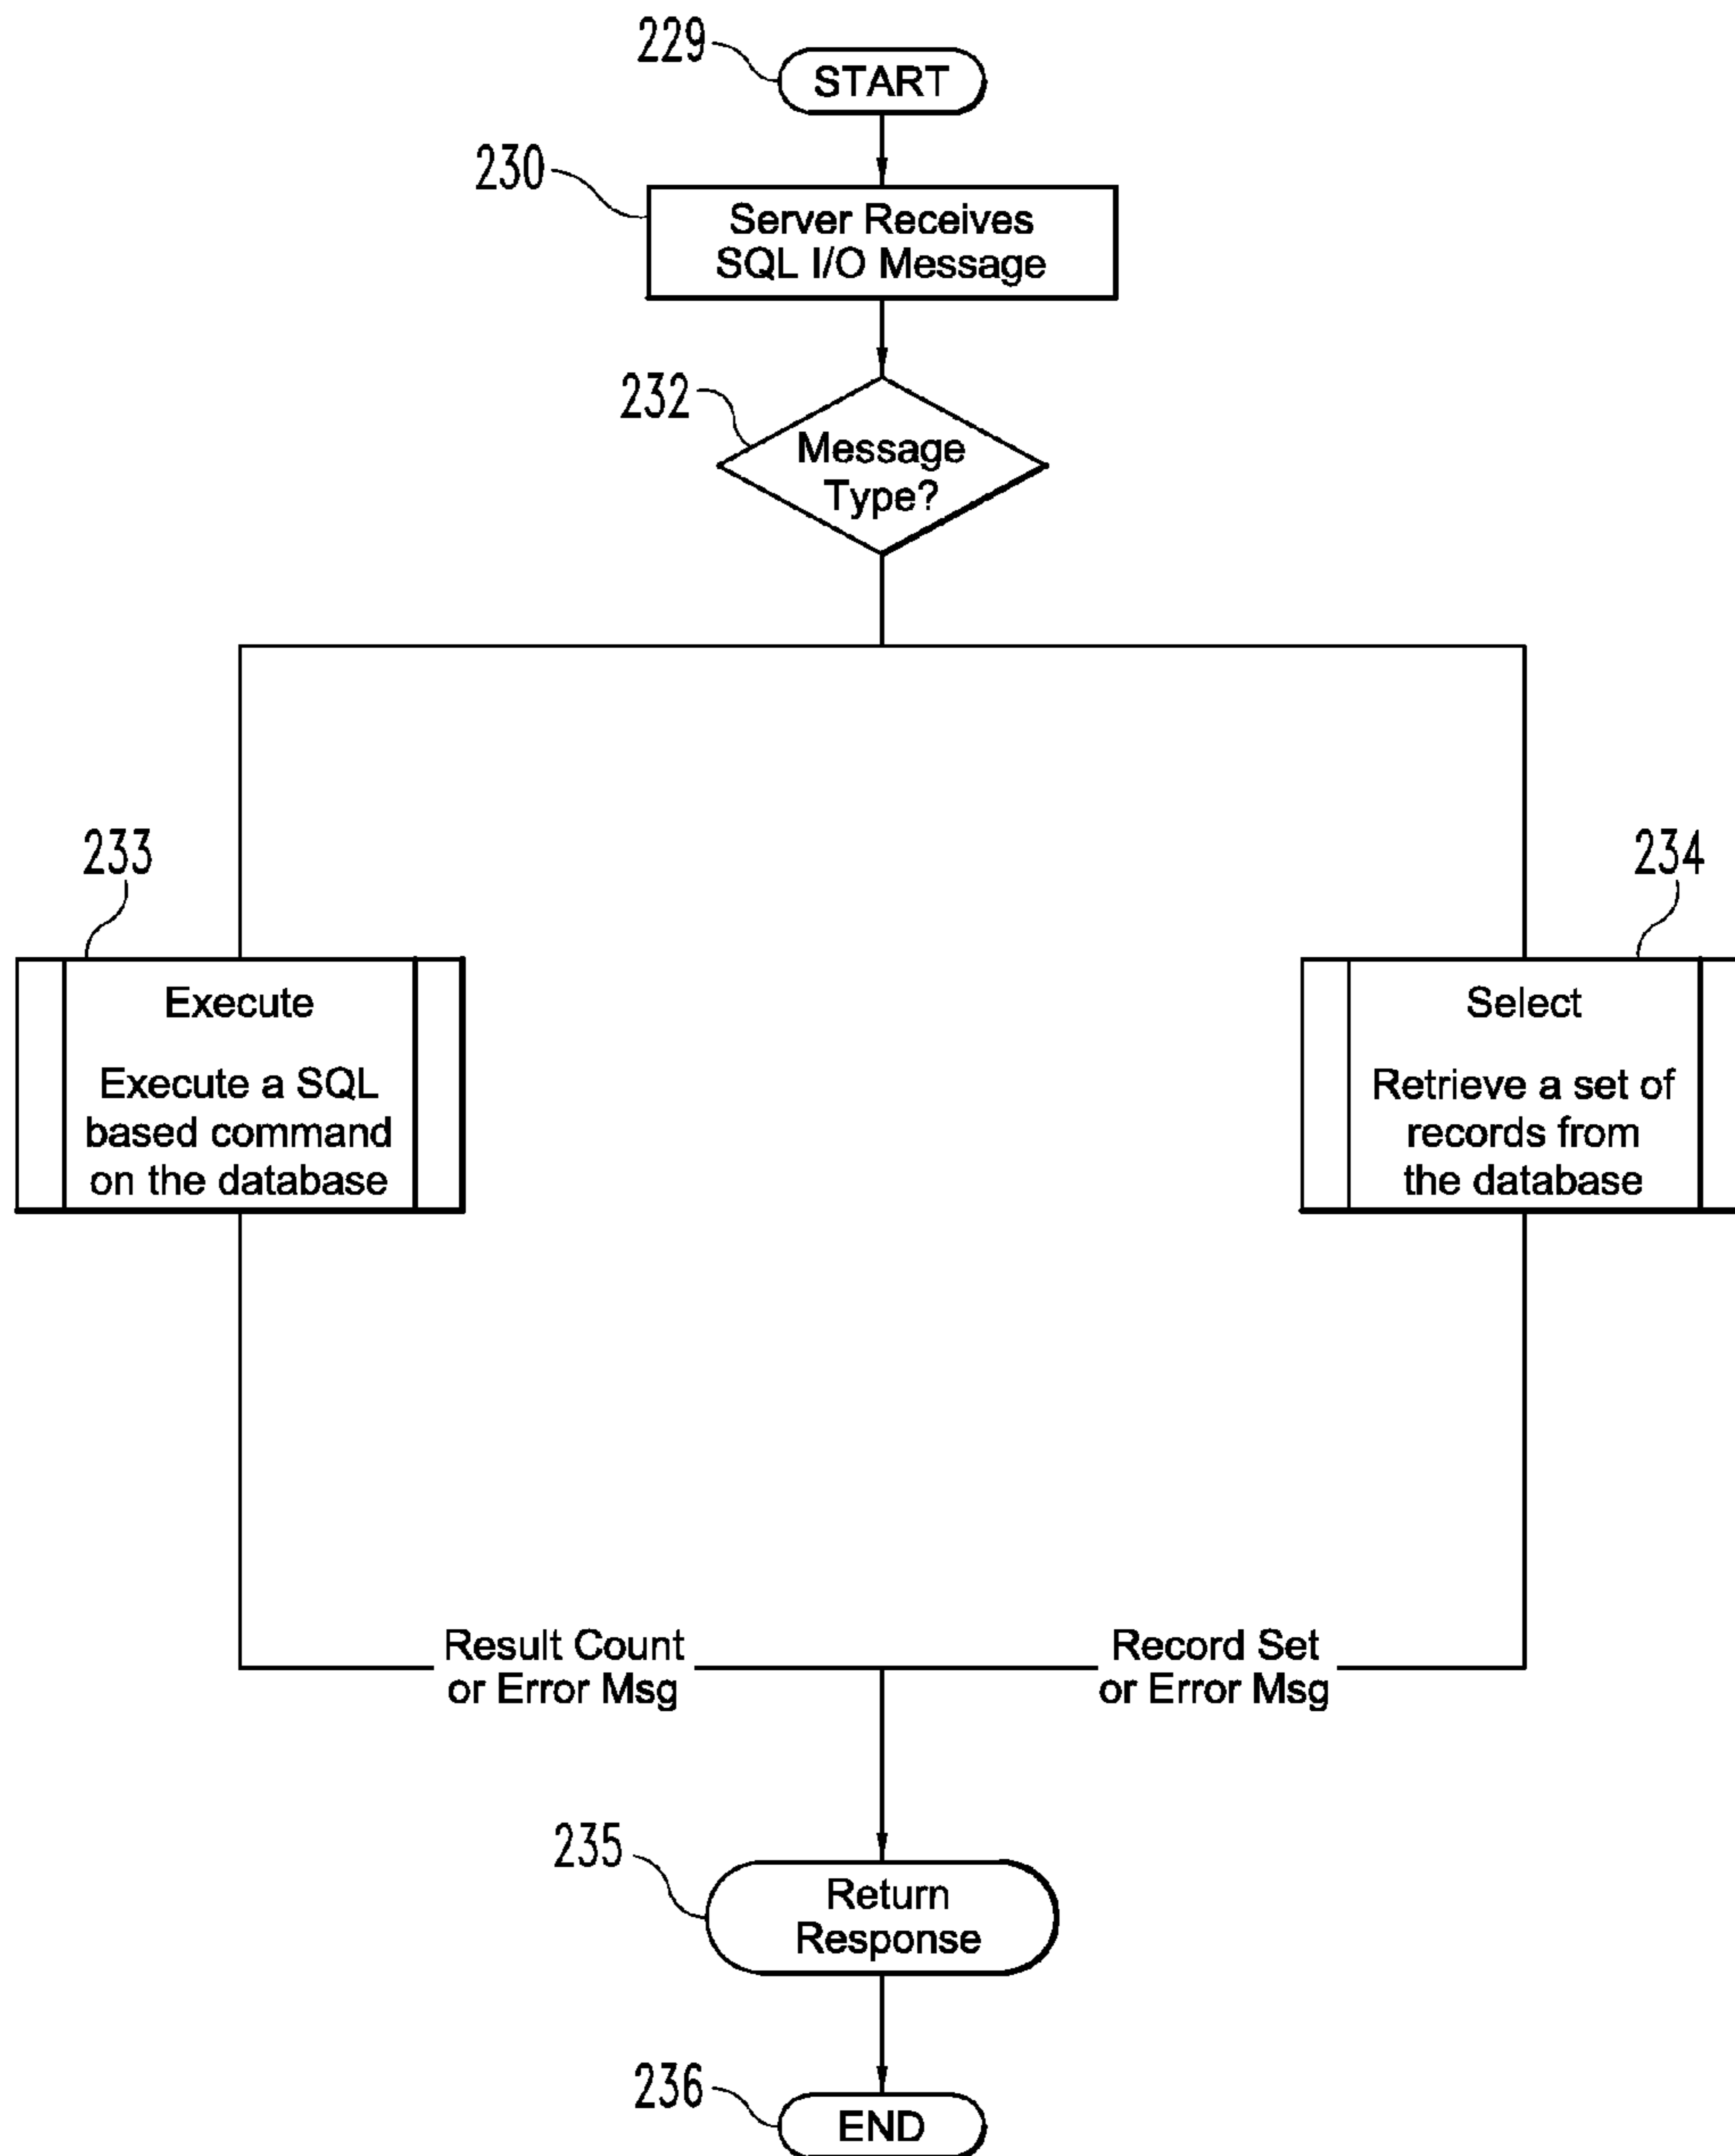 229
START
230
Server Receives
SQL I/O Message
232
Message
Type?
233
Execute
Execute a SQL
based command
on the database
234
Select
Retrieve a set of
records from
the database
Result Count
or Error Msg
Record Set
or Error Msg
235
Return
Response
236
END